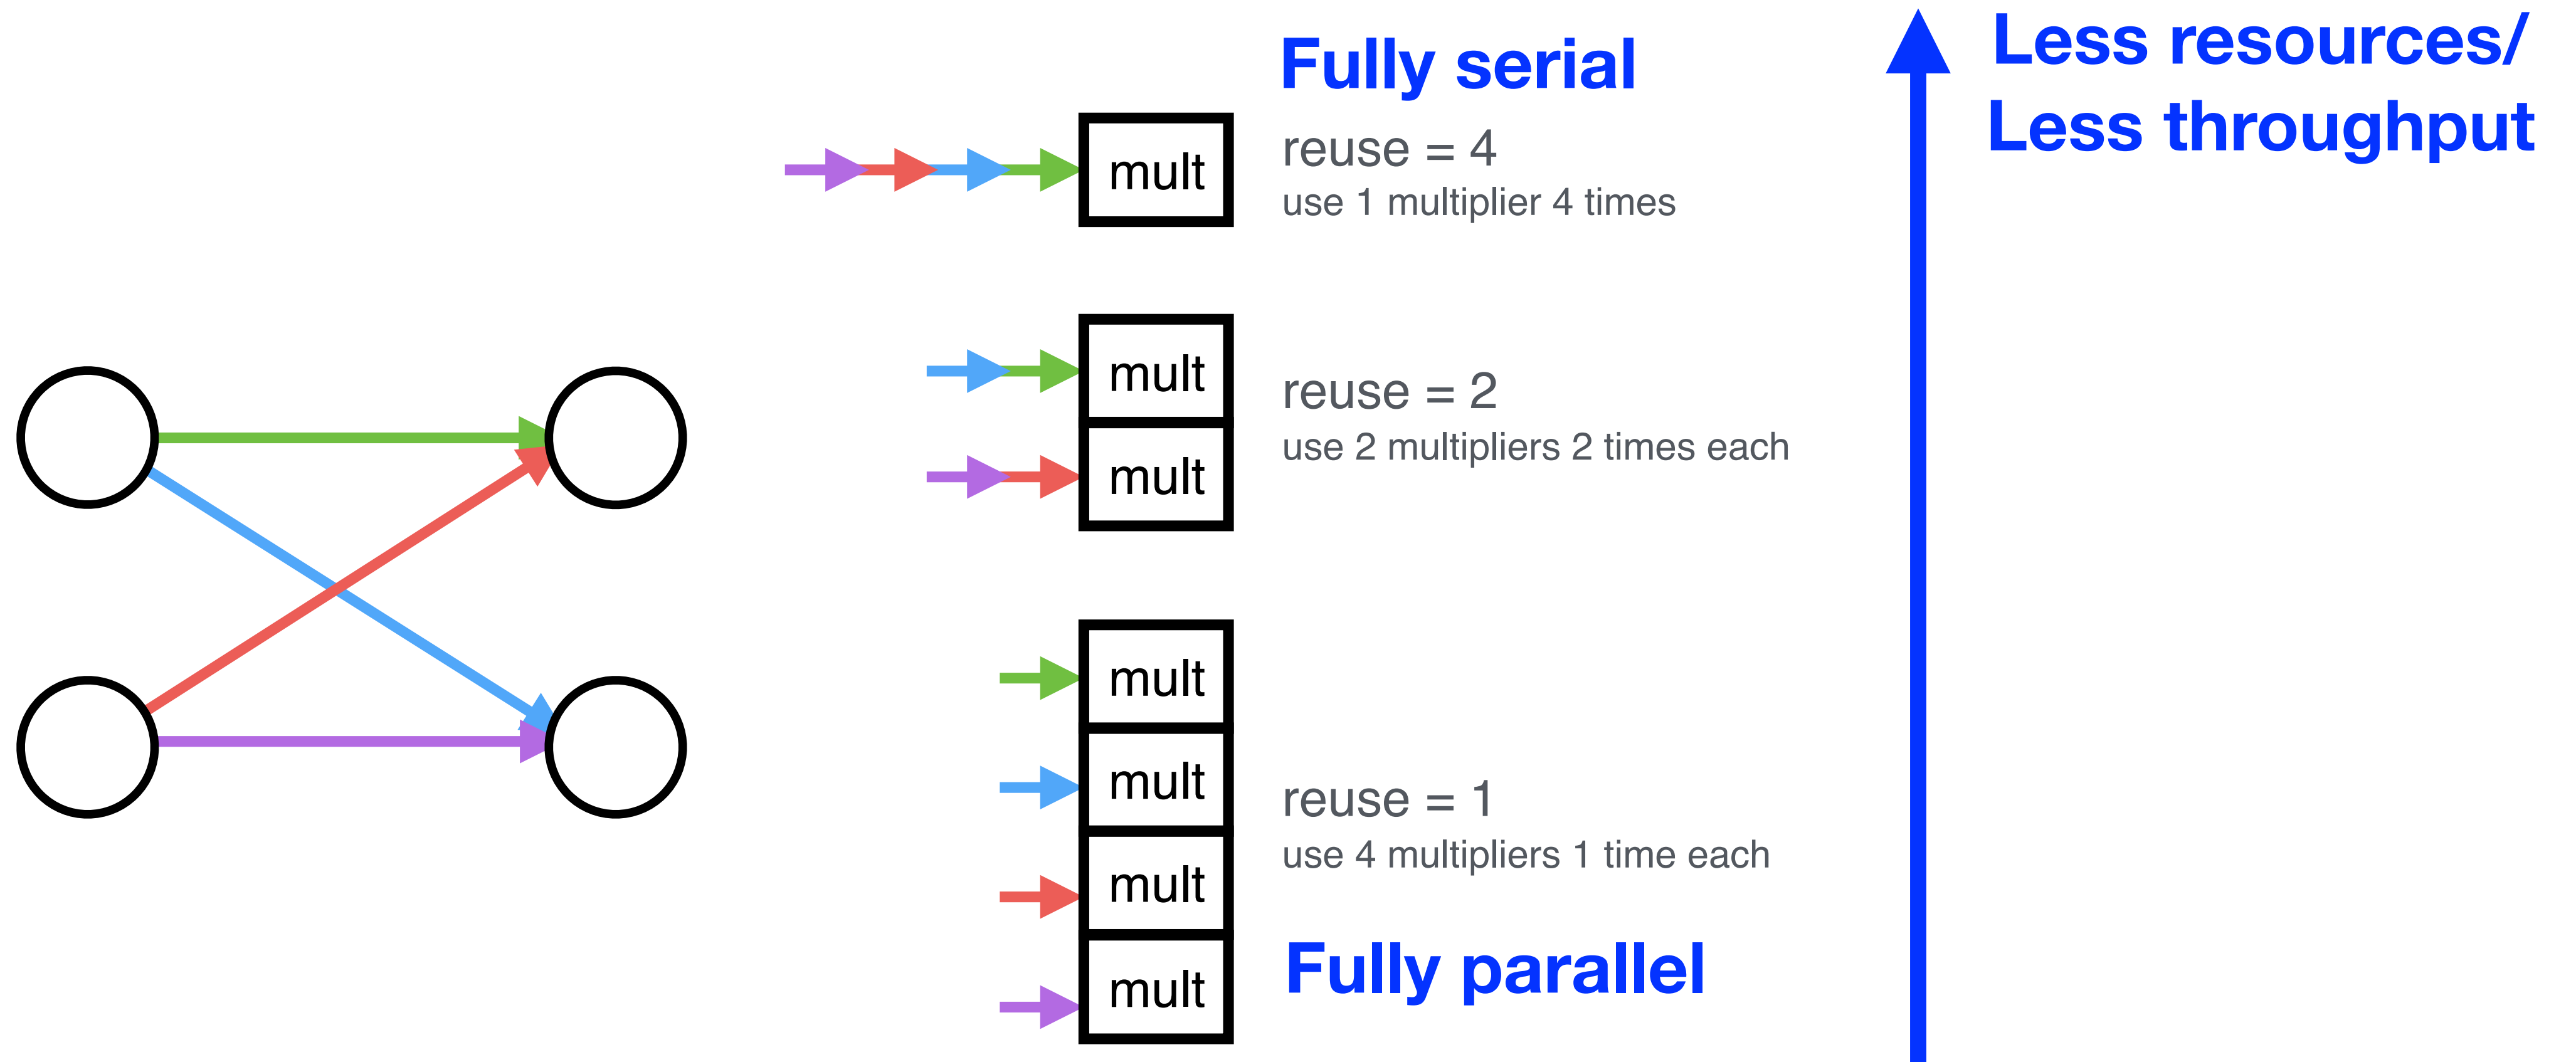 Fully serial
mult
reuse = 4
use 1 multiplier 4 times
mult
mult
reuse = 2
use 2 multipliers 2 times each
mult
mult
mult
mult
reuse = 1
use 4 multipliers 1 time each
Fully parallel
Less resources/
Less throughput